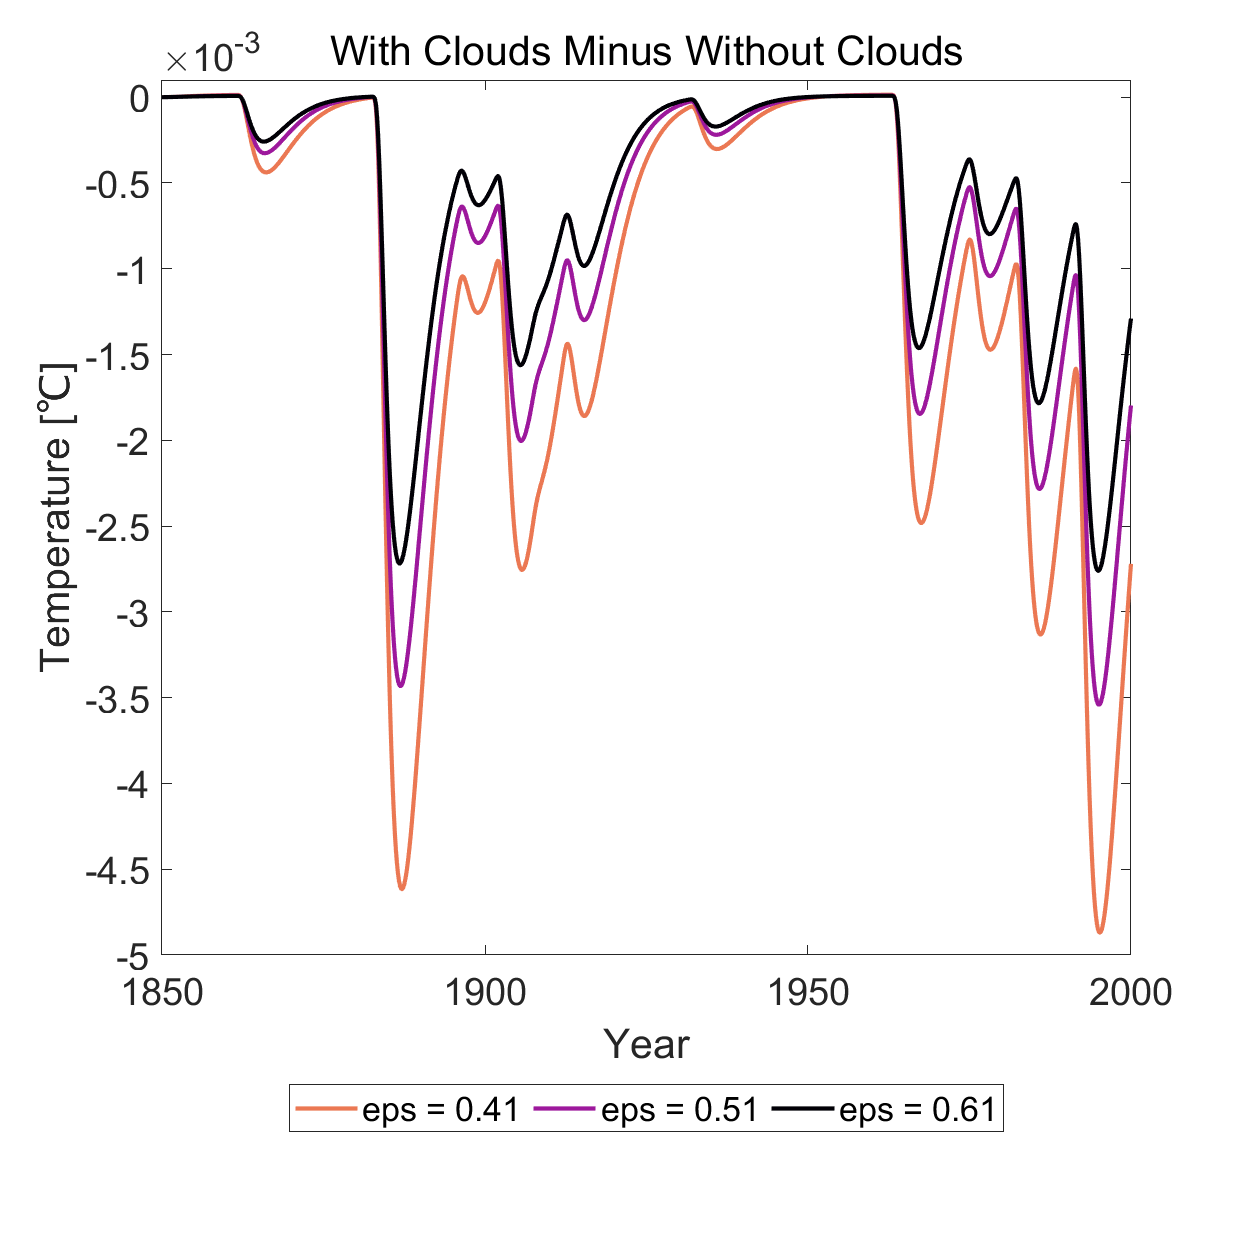 With Clouds Minus Without Clouds
×10-3
0
-0.5
-1
-1.5
-2
-2.5
-3
-3.5
-4
-4.5
-5
Temperature [℃]
1850 1900 1950 2000
Year
eps = 0.41 eps = 0.51 eps = 0.61